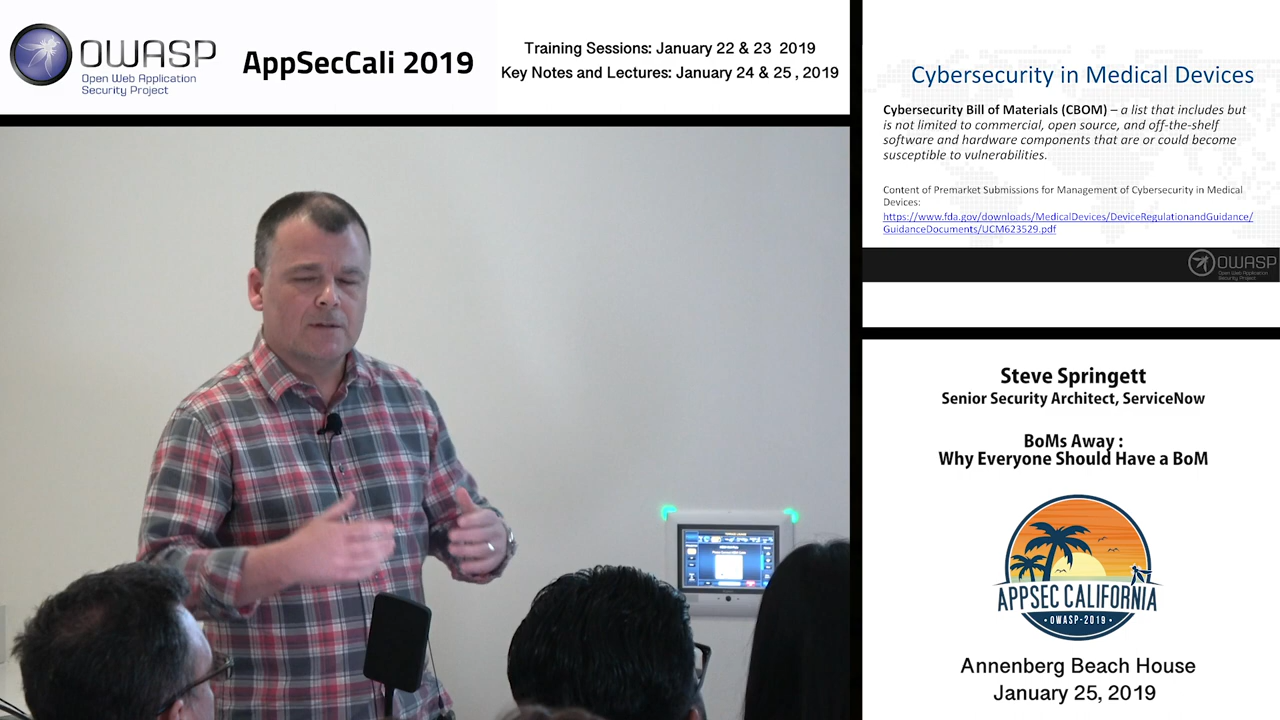 OWASP
Open Web Application
Security Project
AppSecCali 2019
Training Sessions: January 22 & 23 2019
Key Notes and Lectures: January 24 & 25 , 2019
Cybersecurity in Medical Devices
Cybersecurity Bill of Materials (CBOM) – a list that includes but
is not limited to commercial, open source, and off-the-shelf
software and hardware components that are or could become
susceptible to vulnerabilities.
Content of Premarket Submissions for Management of Cybersecurity in Medical
Devices:
https://www.fda.gov/downloads/MedicalDevices/DeviceRegulationandGuidance/
GuidanceDocuments/UCM623529.pdf
OWASP
Open Web Application
Security Project
Steve Springett
Senior Security Architect, ServiceNow
BoMs Away :
Why Everyone Should Have a BoM
APPSEC CALIFORNIA
• OWASP-2019 •
Annenberg Beach House
January 25, 2019